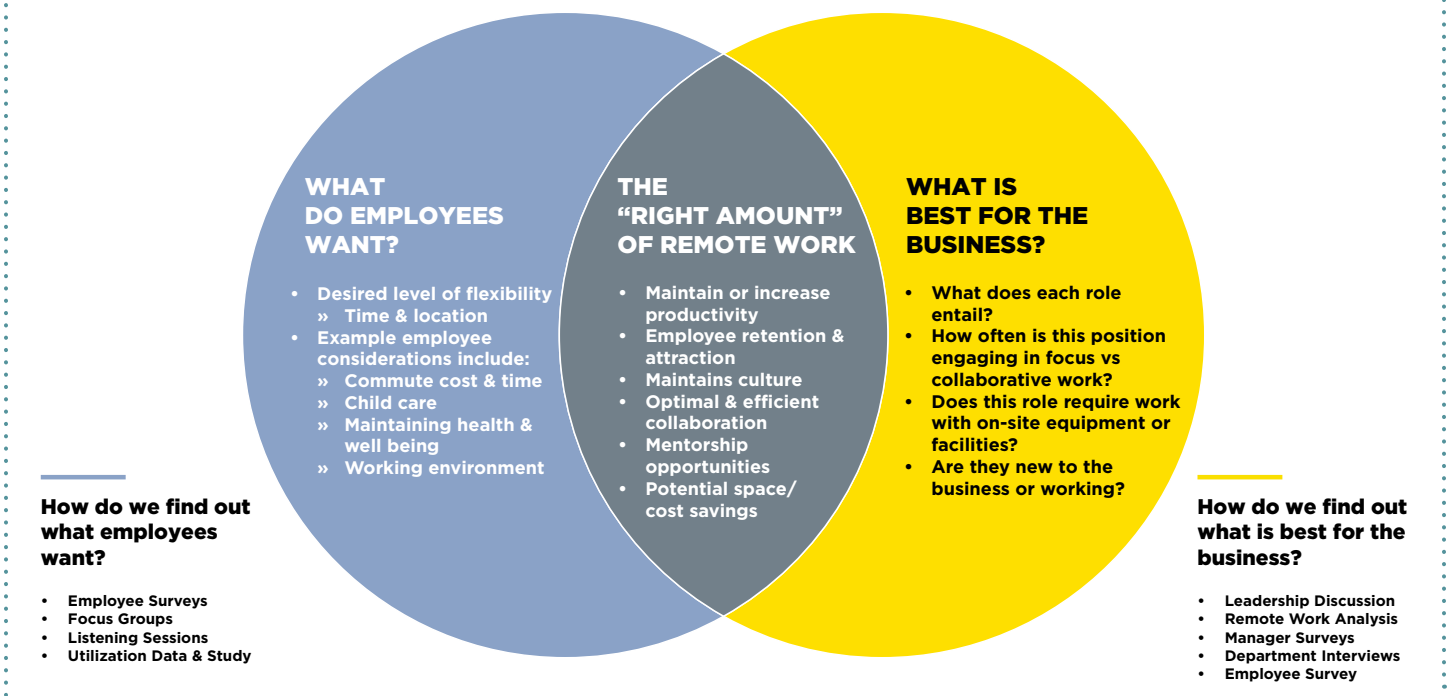 WHAT
DO EMPLOYEES
WANT?
• Desired level of flexibility
» Time & location
• Example employee
considerations include:
» Commute cost & time
» Child care
» Maintaining health &
well being
» Working environment
THE
“RIGHT AMOUNT”
OF REMOTE WORK
• Maintain or increase
productivity
• Employee retention &
attraction
• Maintains culture
• Optimal & efficient
collaboration
• Mentorship
opportunities
• Potential space/
cost savings
WHAT IS
BEST FOR THE
BUSINESS?
• What does each role
entail?
• How often is this position
engaging in focus vs
collaborative work?
• Does this role require work
with on-site equipment or
facilities?
• Are they new to the
business or working?
How do we find out
what employees
want?
• Employee Surveys
• Focus Groups
• Listening Sessions
• Utilization Data & Study
How do we find out
what is best for the
business?
• Leadership Discussion
• Remote Work Analysis
• Manager Surveys
• Department Interviews
• Employee Survey